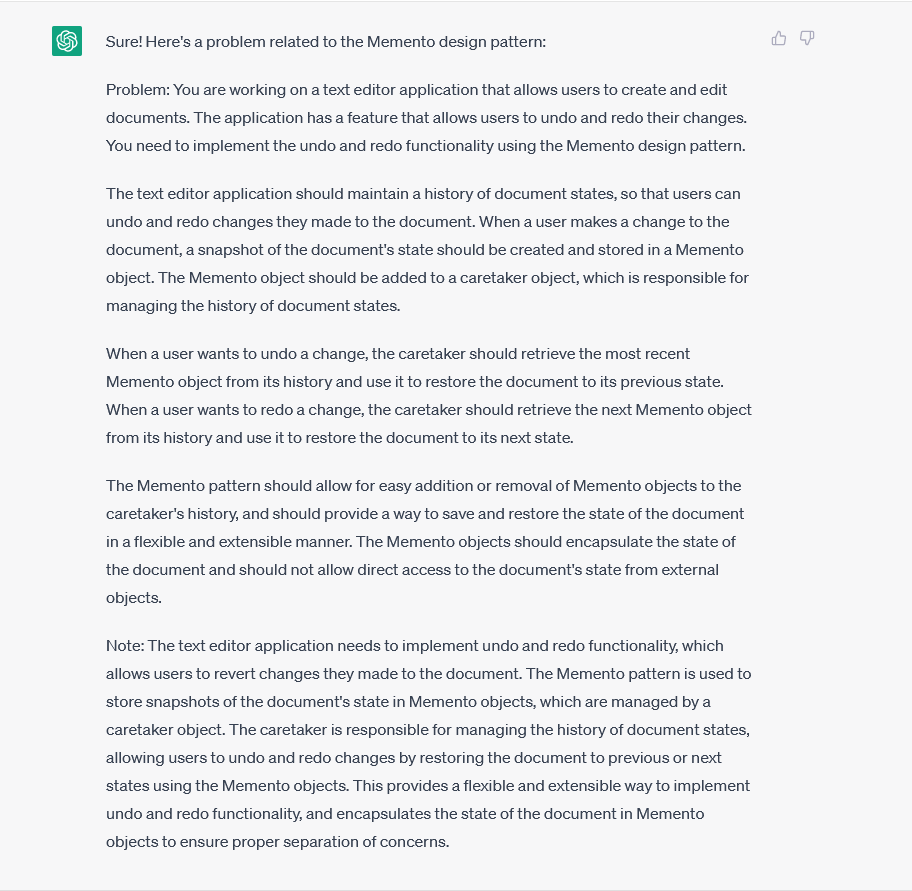 Sure! Here's a problem related to the Memento design pattern:
Problem: You are working on a text editor application that allows users to create and edit
documents. The application has a feature that allows users to undo and redo their changes.
You need to implement the undo and redo functionality using the Memento design pattern.
The text editor application should maintain a history of document states, so that users can
undo and redo changes they made to the document. When a user makes a change to the
document, a snapshot of the document's state should be created and stored in a Memento
object. The Memento object should be added to a caretaker object, which is responsible for
managing the history of document states.
When a user wants to undo a change, the caretaker should retrieve the most recent
Memento object from its history and use it to restore the document to its previous state.
When a user wants to redo a change, the caretaker should retrieve the next Memento object
from its history and use it to restore the document to its next state.
The Memento pattern should allow for easy addition or removal of Memento objects to the
caretaker's history, and should provide a way to save and restore the state of the document
in a flexible and extensible manner. The Memento objects should encapsulate the state of
the document and should not allow direct access to the document's state from external
objects.
Note: The text editor application needs to implement undo and redo functionality, which
allows users to revert changes they made to the document. The Memento pattern is used to
store snapshots of the document's state in Memento objects, which are managed by a
caretaker object. The caretaker is responsible for managing the history of document states,
allowing users to undo and redo changes by restoring the document to previous or next
states using the Memento objects. This provides a flexible and extensible way to implement
undo and redo functionality, and encapsulates the state of the document in Memento
objects to ensure proper separation of concerns.